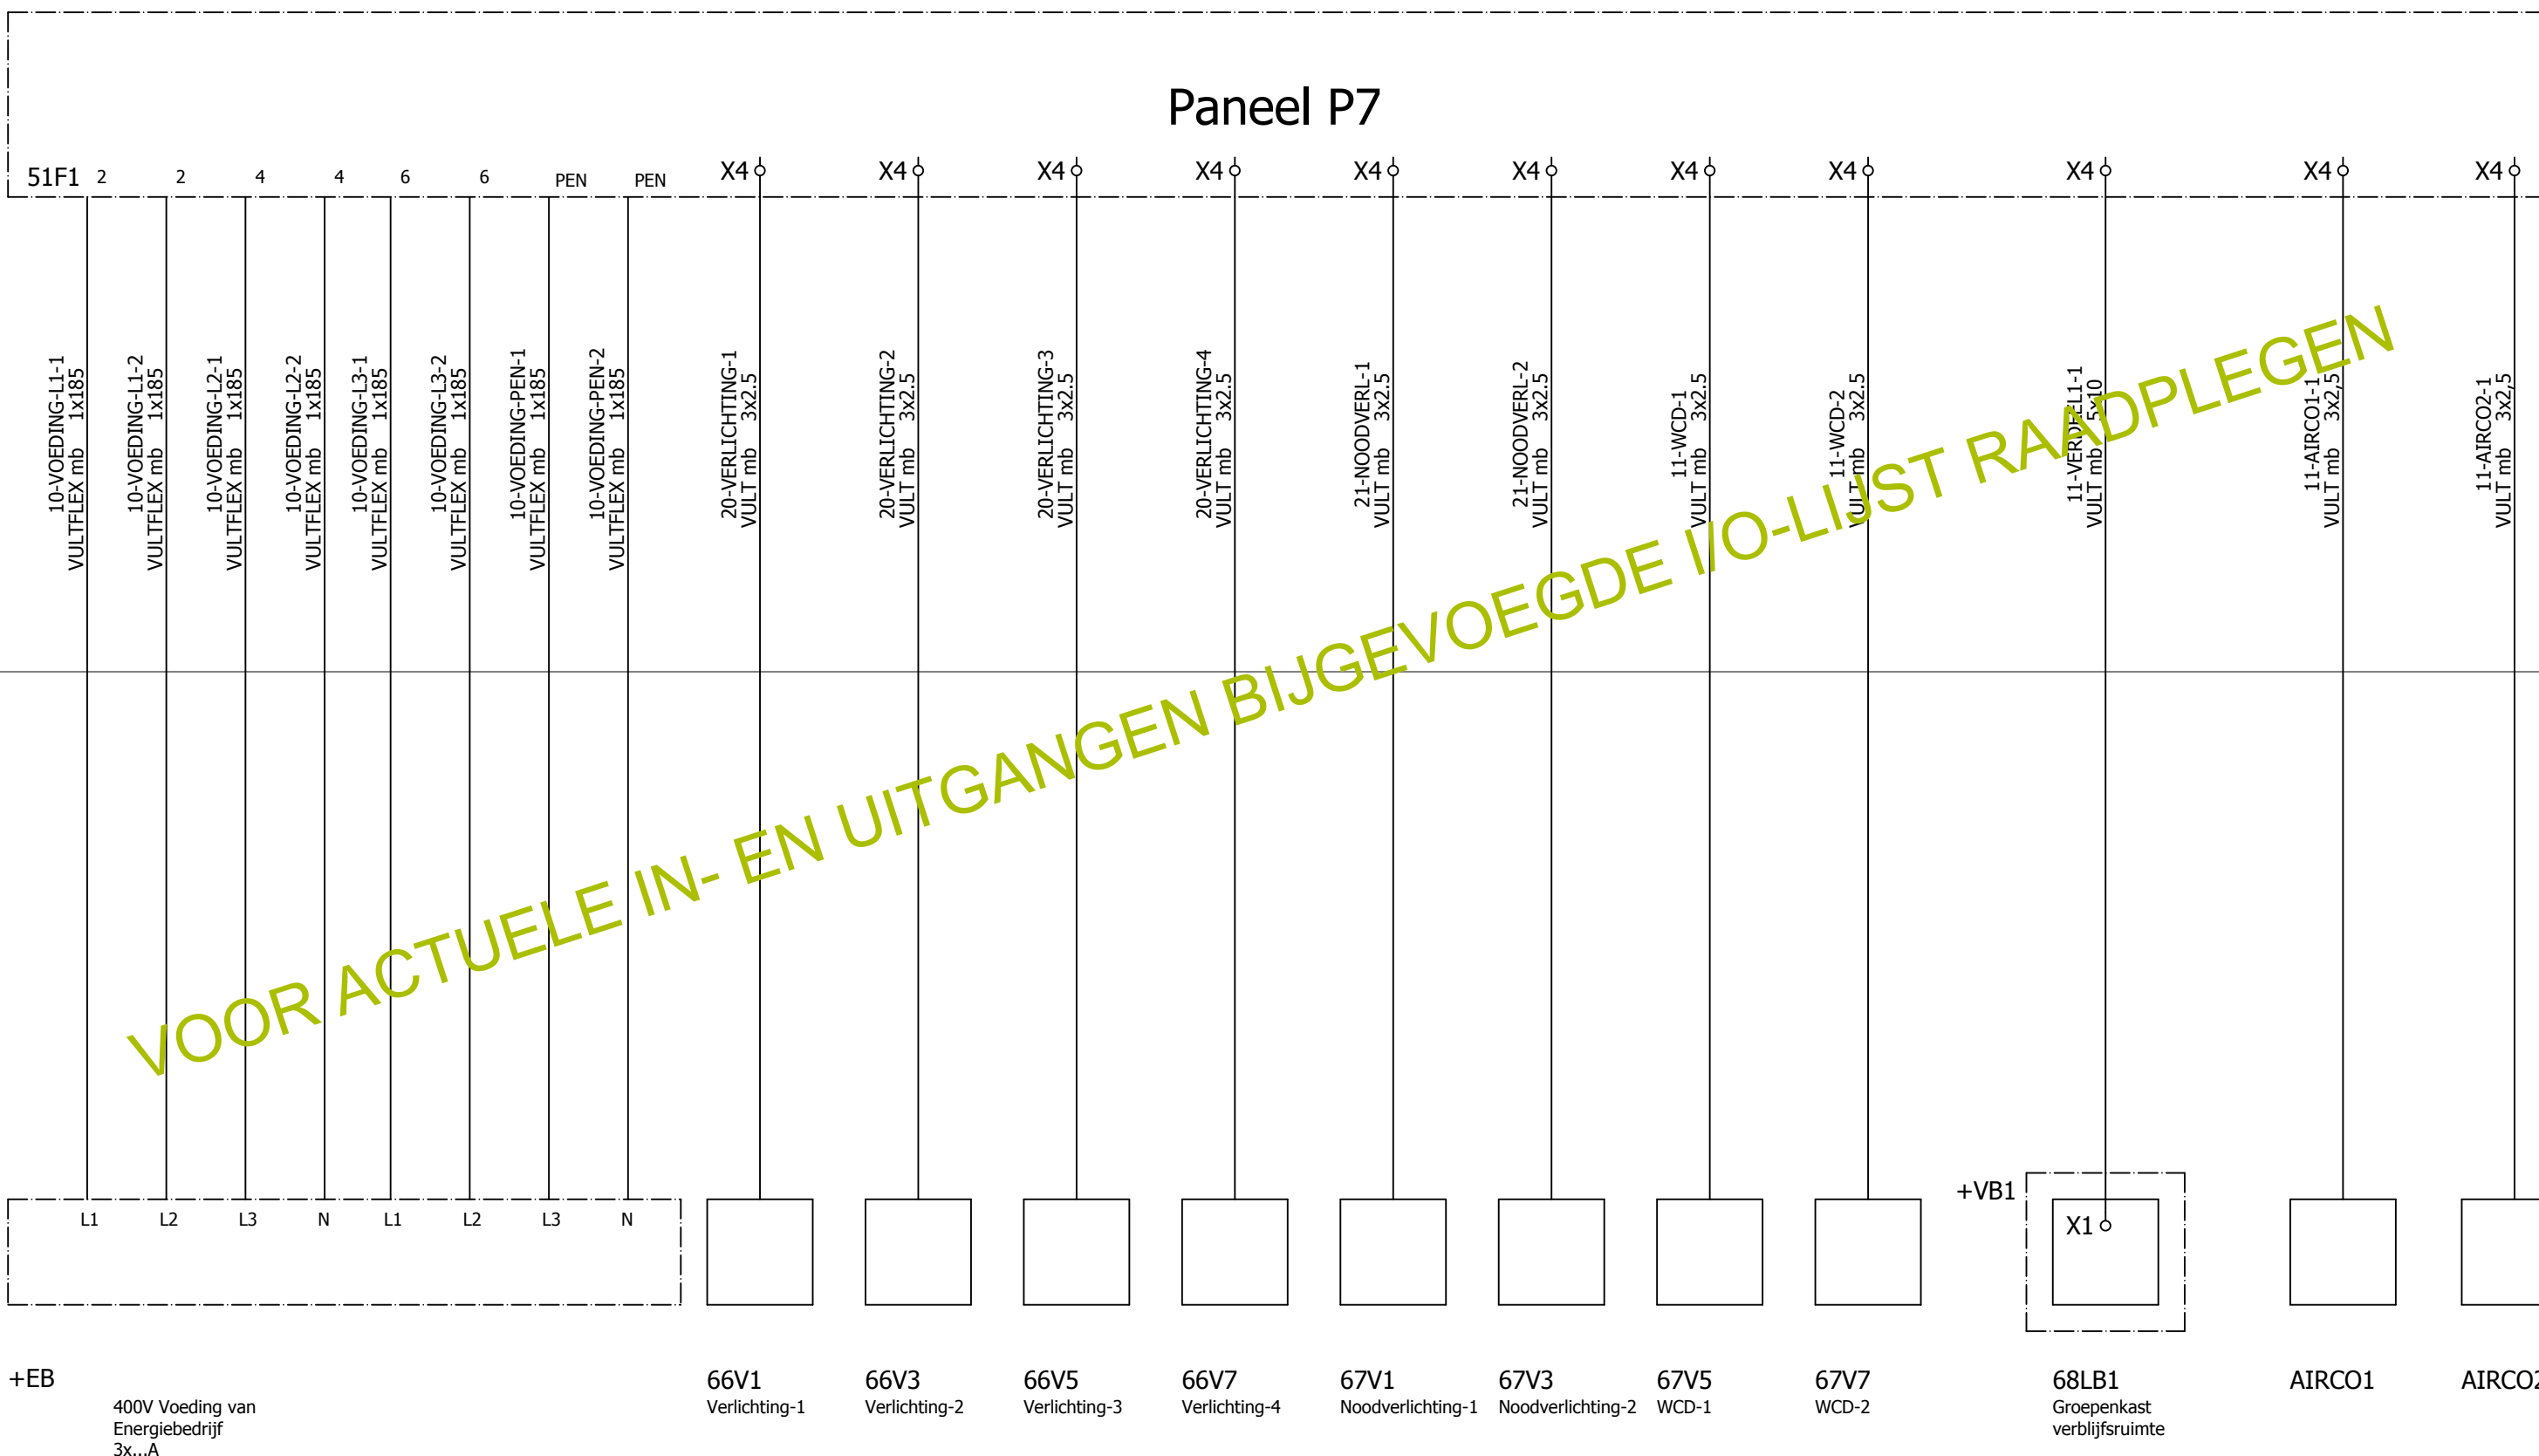 Paneel P7
51F1 2 2 4 4 6 6 PEN PEN X4 X4 X4 X4 X4 X4 X4 X4 X4 X4 X4
10-VOEDING-L1-1
VULTFLEX mb 1x185
10-VOEDING-L1-2
VULTFLEX mb 1x185
10-VOEDING-L2-1
VULTFLEX mb 1x185
10-VOEDING-L2-2
VULTFLEX mb 1x185
10-VOEDING-L3-1
VULTFLEX mb 1x185
10-VOEDING-L3-2
VULTFLEX mb 1x185
10-VOEDING-PEN-1
VULTFLEX mb 1x185
10-VOEDING-PEN-2
VULTFLEX mb 1x185
20-VERLICHTING-1
VULT mb 3x2.5
20-VERLICHTING-2
VULT mb 3x2.5
20-VERLICHTING-3
VULT mb 3x2.5
20-VERLICHTING-4
VULT mb 3x2.5
21-NOODVERL-1
VULT mb 3x2.5
21-NOODVERL-2
VULT mb 3x2.5
11-WCD-1
VULT mb 3x2.5
11-WCD-2
VULT mb 3x2.5
11-VERDEEL1-1
VULT mb 5x10
11-AIRCO1-1
VULT mb 3x2,5
11-AIRCO2-1
VULT mb 3x2,5
VOOR ACTUELE IN- EN UITGANGEN BIJGEVOEGDE I/O-LIJST RAADPLEGEN
L1 L2 L3 N L1 L2 L3 N
+VB1
X1
+EB
400V Voeding van
Energiebedrijf
3x...A
66V1
Verlichting-1
66V3
Verlichting-2
66V5
Verlichting-3
66V7
Verlichting-4
67V1
Noodverlichting-1
67V3
Noodverlichting-2
67V5
WCD-1
67V7
WCD-2
68LB1
Groepenkast
verblijfsruimte
AIRCO1
AIRCO2